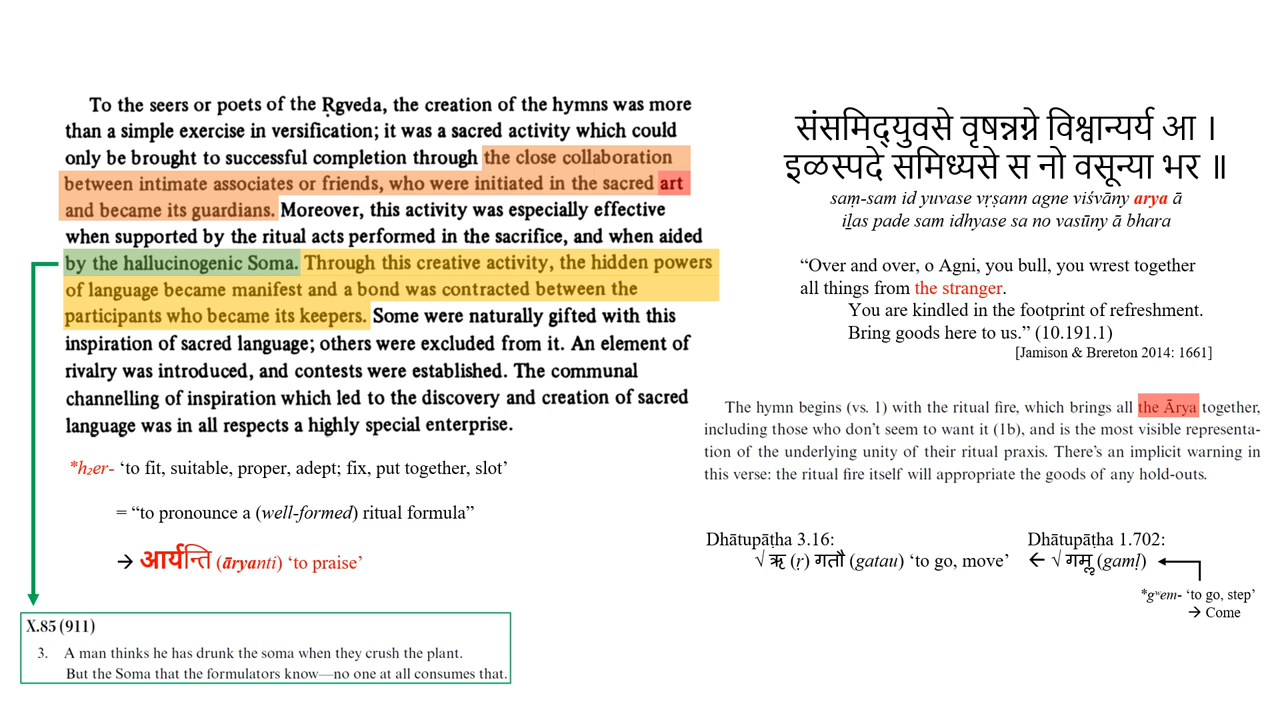 To the seers or poets of the Ṛgveda, the creation of the hymns was more
than a simple exercise in versification; it was a sacred activity which could
only be brought to successful completion through the close collaboration
between intimate associates or friends, who were initiated in the sacred art
and became its guardians. Moreover, this activity was especially effective
when supported by the ritual acts performed in the sacrifice, and when aided
by the hallucinogenic Soma. Through this creative activity, the hidden powers
of language became manifest and a bond was contracted between the
participants who became its keepers. Some were naturally gifted with this
inspiration of sacred language; others were excluded from it. An element of
rivalry was introduced, and contests were established. The communal
channelling of inspiration which led to the discovery and creation of sacred
language was in all respects a highly special enterprise.
*h₂er- ‘to fit, suitable, proper, adept; fix, put together, slot’
= “to pronounce a (well-formed) ritual formula”
→ आर्यन्ति (āryanti) ‘to praise’
X.85 (911)
3. A man thinks he has drunk the soma when they crush the plant.
But the Soma that the formulators know—no one at all consumes that.
संसमिद्युवसे वृषन्नग्ने विश्वान्यर्य आ ।
इळस्पदे समिध्यसे स नो वसून्या भर ॥
saṃ-sam id yuvase vṛṣann agne viśvāny arya ā
iḻas pade sam idhyase sa no vasūny ā bhara
“Over and over, o Agni, you bull, you wrest together
all things from the stranger.
You are kindled in the footprint of refreshment.
Bring goods here to us.” (10.191.1)
[Jamison & Brereton 2014: 1661]
The hymn begins (vs. 1) with the ritual fire, which brings all the Ārya together,
including those who don’t seem to want it (1b), and is the most visible representa-
tion of the underlying unity of their ritual praxis. There’s an implicit warning in
this verse: the ritual fire itself will appropriate the goods of any hold-outs.
Dhātupāṭha 3.16:
√ ऋ (ṛ) गतौ (gatau) ‘to go, move’
Dhātupāṭha 1.702:
← √ गमॢ (gamḷ)
*gʷem- ‘to go, step’
→ Come